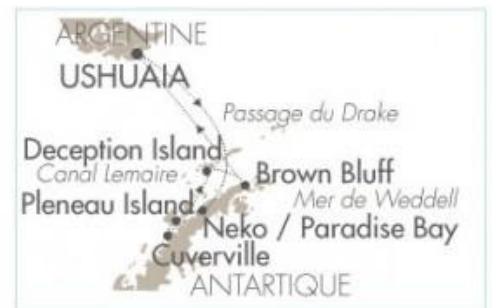 ARGENTINE
USHUAIA
Passage du Drake
Deception Island
Canal Lemaire
Brown Bluff
Mer de Weddell
Pleneau Island
Neko / Paradise Bay
Cuverville
ANTARTIQUE